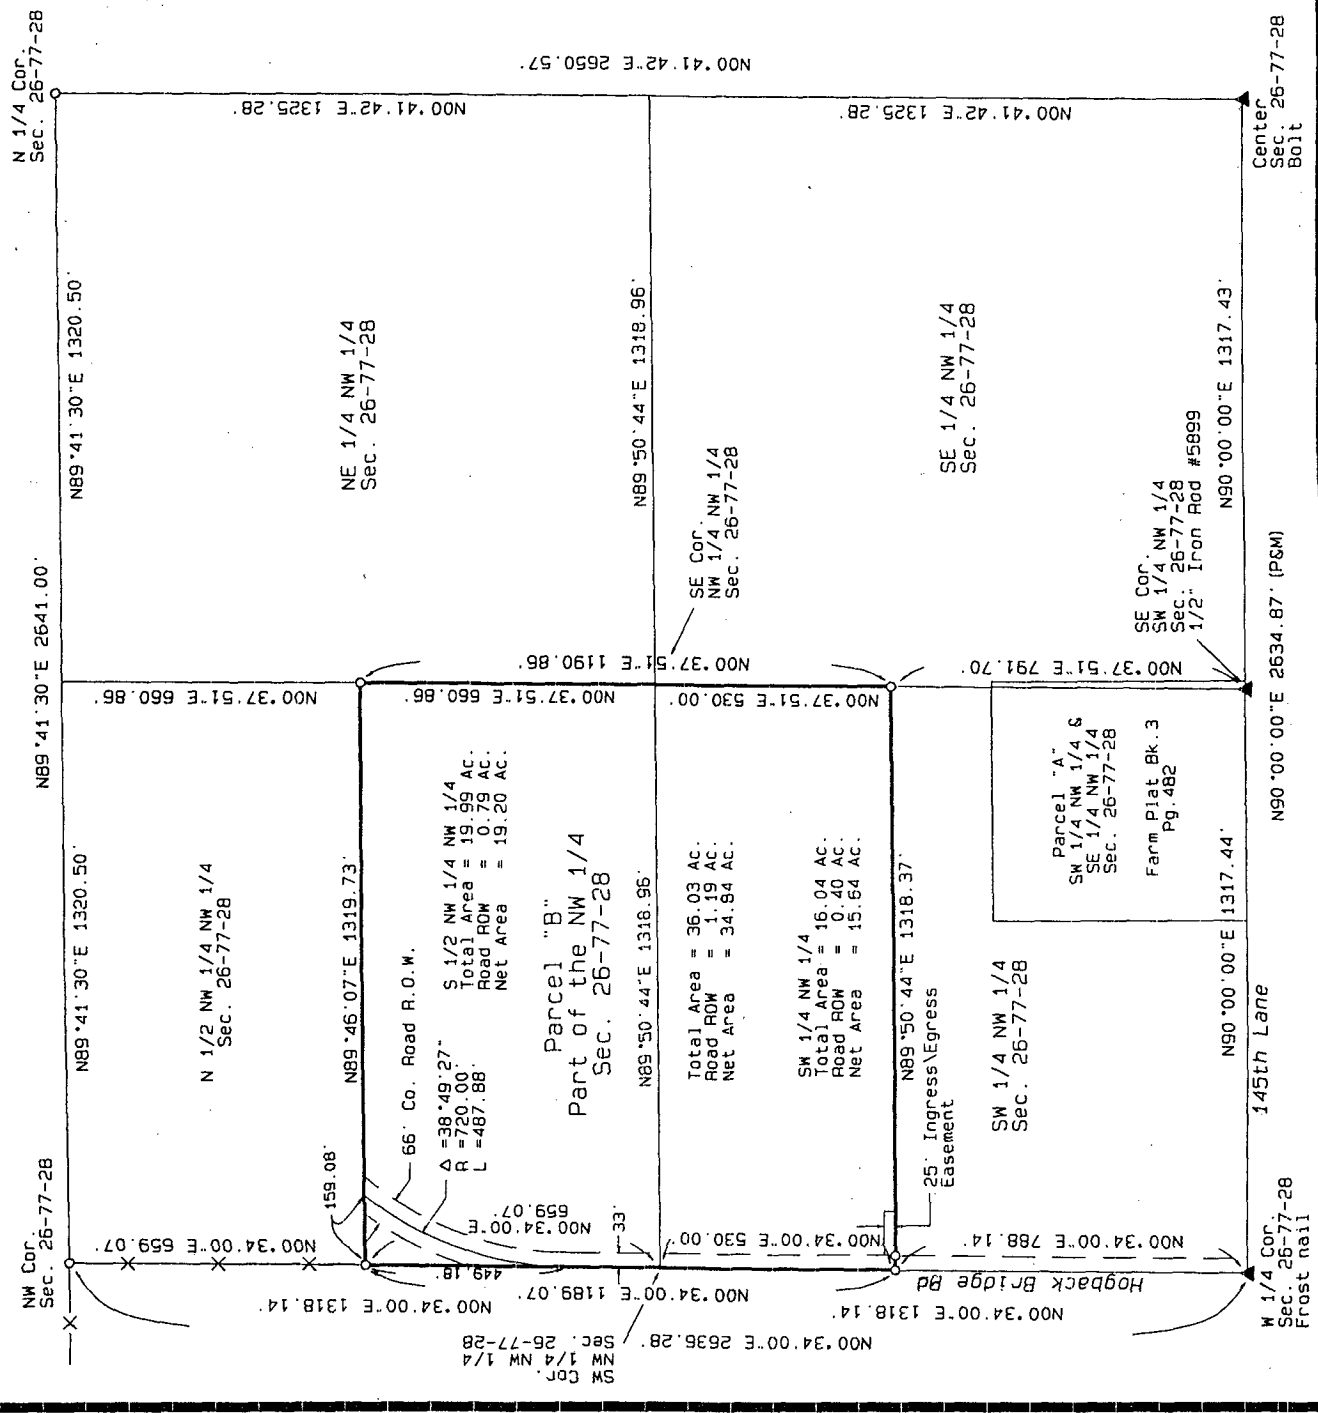 NW Cor.
Sec. 26-77-28
N89°41'30"E 2641.00'
N 1/4 Cor.
Sec. 26-77-28
N89°41'30"E 1320.50'
N89°41'30"E 1320.50'
N00°34'00"E 659.07'
N00°34'00"E 1318.14'
N 1/2 NW 1/4 NW 1/4
Sec. 26-77-28
N00°37'51"E 660.86'
NE 1/4 NW 1/4
Sec. 26-77-28
N00°41'42"E 1325.28'
N00°41'42"E 2650.57'
159.08'
N89°46'07"E 1319.73'
66' Co. Road R.O.W.
Δ =38°49'27"
R =720.00'
L =487.88'
S 1/2 NW 1/4 NW 1/4
Total Area = 19.99 Ac.
Road ROW = 0.79 Ac.
Net Area = 19.20 Ac.
N00°37'51"E 660.86'
N00°37'51"E 1190.86'
449.18'
N00°34'00"E
659.07'
Parcel "B"
Part of the NW 1/4
Sec. 26-77-28
N00°34'00"E 1189.07'
33'
SW Cor.
NW 1/4 NW 1/4
Sec. 26-77-28
N00°34'00"E 2636.28'
N89°50'44"E 1318.96'
N89°50'44"E 1318.96'
SE Cor.
NW 1/4 NW 1/4
Sec. 26-77-28
Total Area = 36.03 Ac.
Road ROW = 1.19 Ac.
Net Area = 34.84 Ac.
N00°34'00"E 530.00'
SW 1/4 NW 1/4
Total Area = 16.04 Ac.
Road ROW = 0.40 Ac.
Net Area = 15.64 Ac.
N00°37'51"E 530.00'
N00°41'42"E 1325.28'
N89°50'44"E 1318.37'
25' Ingress\Egress
Easement
SE 1/4 NW 1/4
Sec. 26-77-28
N00°34'00"E 1318.14'
Hogback Bridge Rd
N00°34'00"E 788.14'
SW 1/4 NW 1/4
Sec. 26-77-28
Parcel "A"
SW 1/4 NW 1/4 &
SE 1/4 NW 1/4
Sec. 26-77-28
Farm Plat Bk.3
Pg.482
N00°37'51"E 791.70'
SE Cor.
SW 1/4 NW 1/4
Sec. 26-77-28
1/2" Iron Rod #5899
N90°00'00"E 1317.44'
N90°00'00"E 1317.43'
W 1/4 Cor.
Sec. 26-77-28
Frost nail
145th Lane
N90°00'00"E 2634.87' (P&M)
Center
Sec. 26-77-28
Bolt